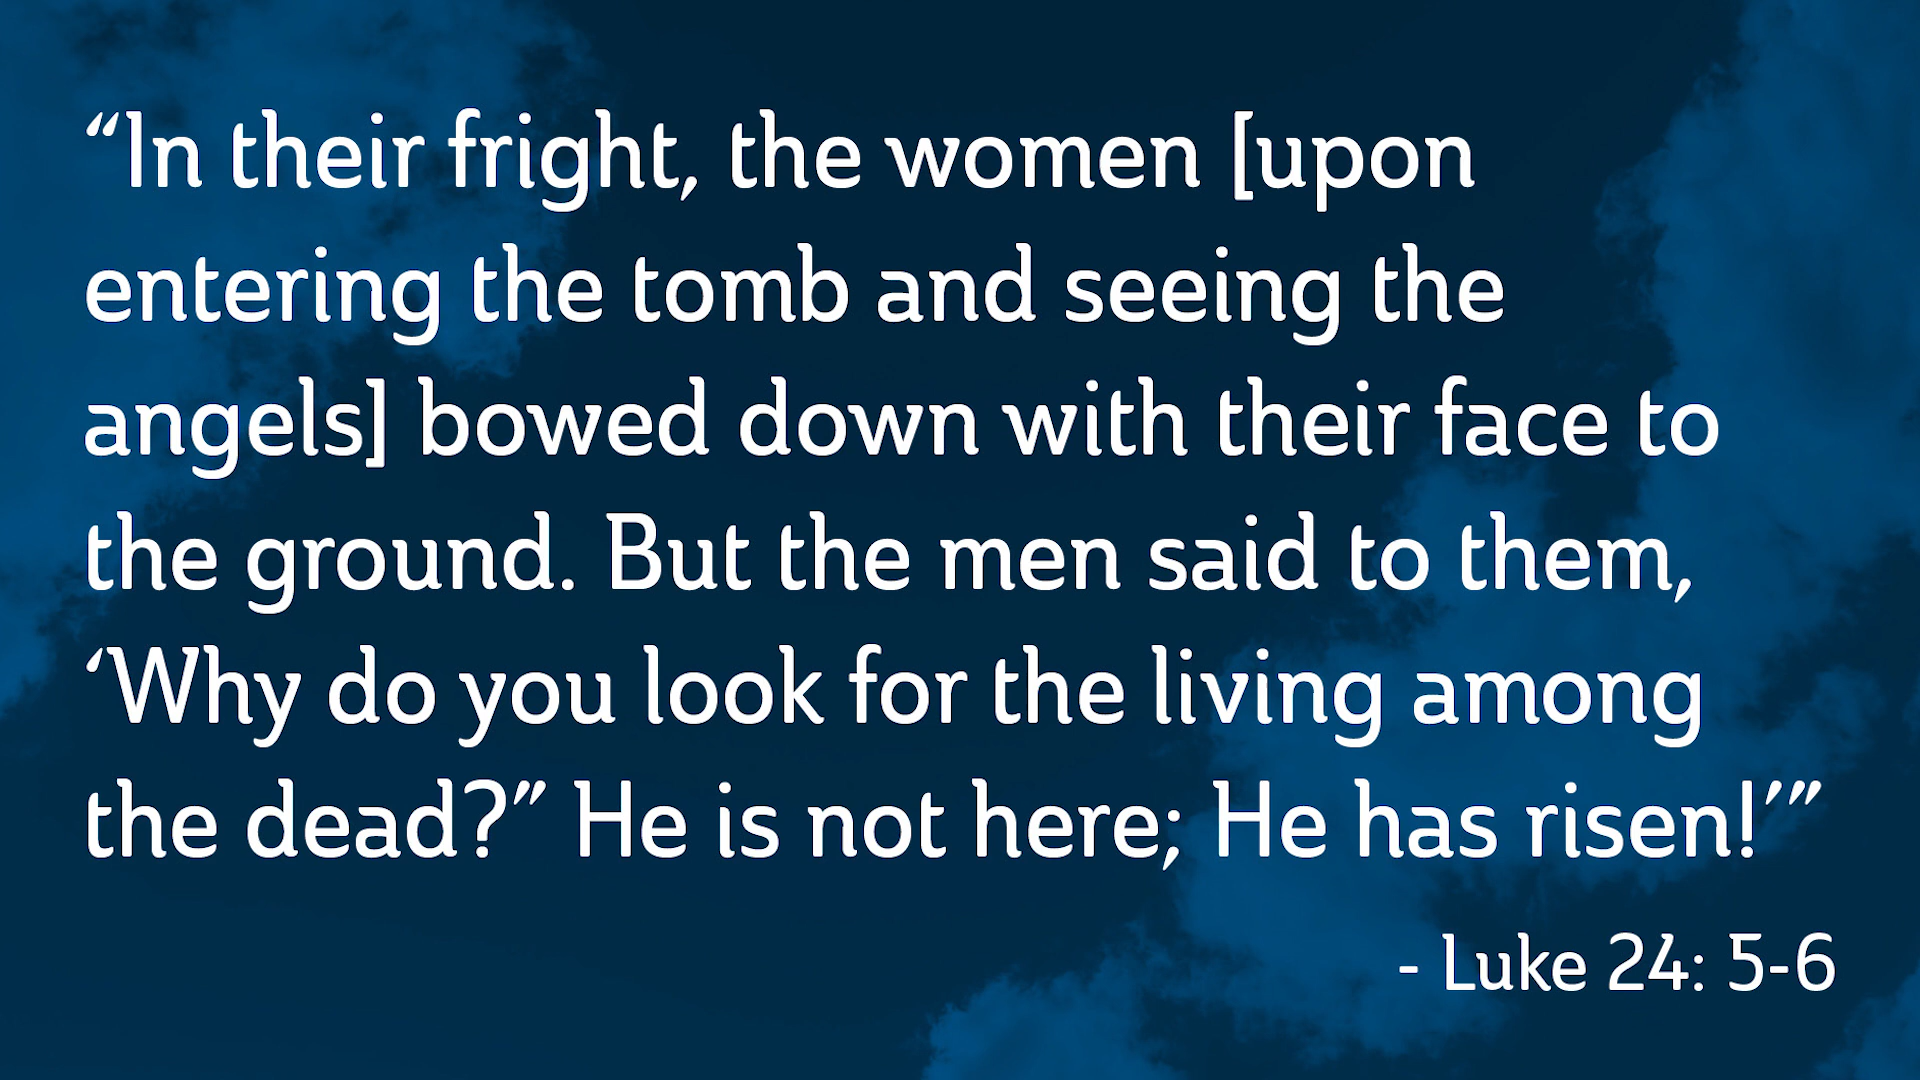 “In their fright, the women [upon
entering the tomb and seeing the
angels] bowed down with their face to
the ground. But the men said to them,
‘Why do you look for the living among
the dead?” He is not here; He has risen!’”
- Luke 24: 5-6